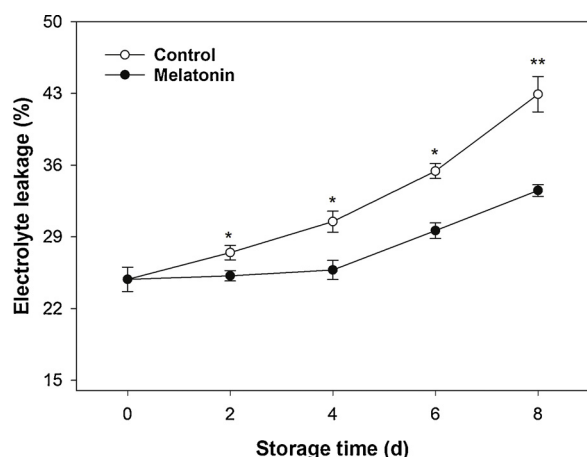 50
Control
Melatonin
**
43
*
36
*
*
29
22
15
Electrolyte leakage (%)
0 2 4 6 8
Storage time (d)